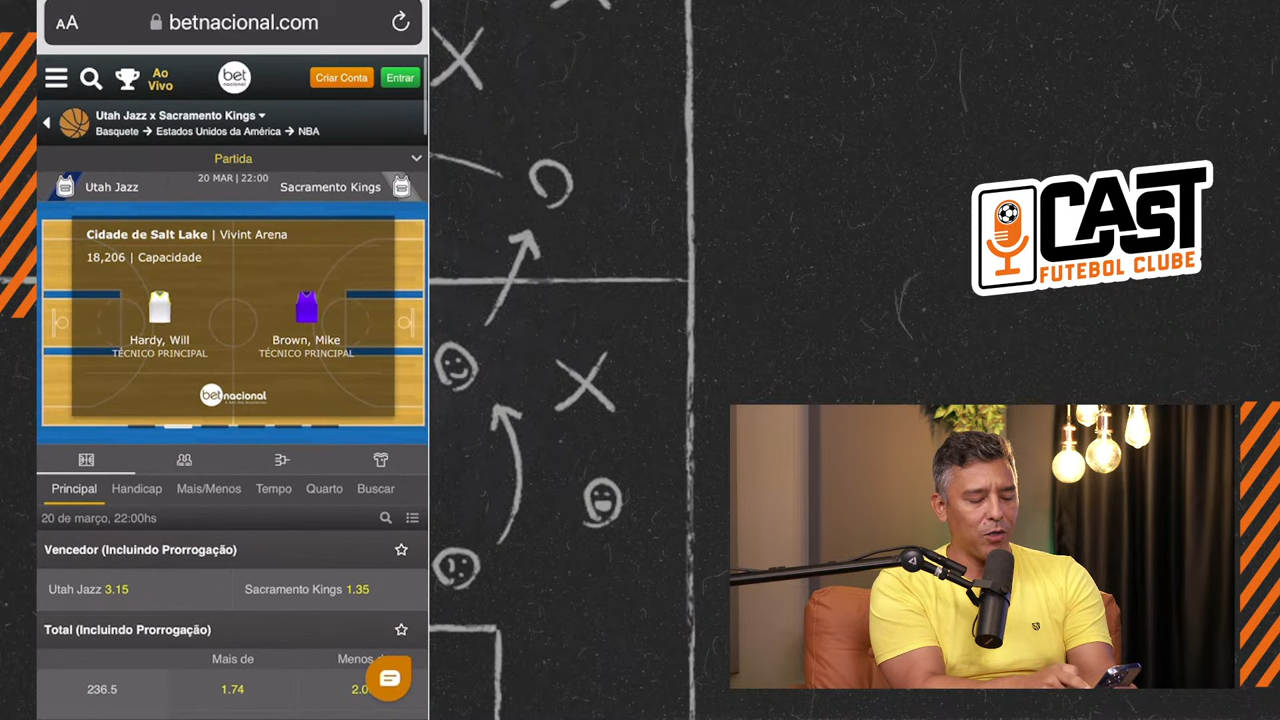 AA betnacional.com
Ao Vivo
bet nacional
Criar Conta
Entrar
Utah Jazz x Sacramento Kings
Basquete → Estados Unidos da América → NBA
Partida
Utah Jazz
20 MAR | 22:00
Sacramento Kings
Cidade de Salt Lake | Vivint Arena
18,206 | Capacidade
Hardy, Will
TÉCNICO PRINCIPAL
Brown, Mike
TÉCNICO PRINCIPAL
betnacional
Principal Handicap Mais/Menos Tempo Quarto Buscar
20 de março, 22:00hs
Vencedor (Incluindo Prorrogação)
Utah Jazz 3.15
Sacramento Kings 1.35
Total (Incluindo Prorrogação)
Mais de
Menos
236.5
1.74
2.0
CAST
FUTEBOL CLUBE